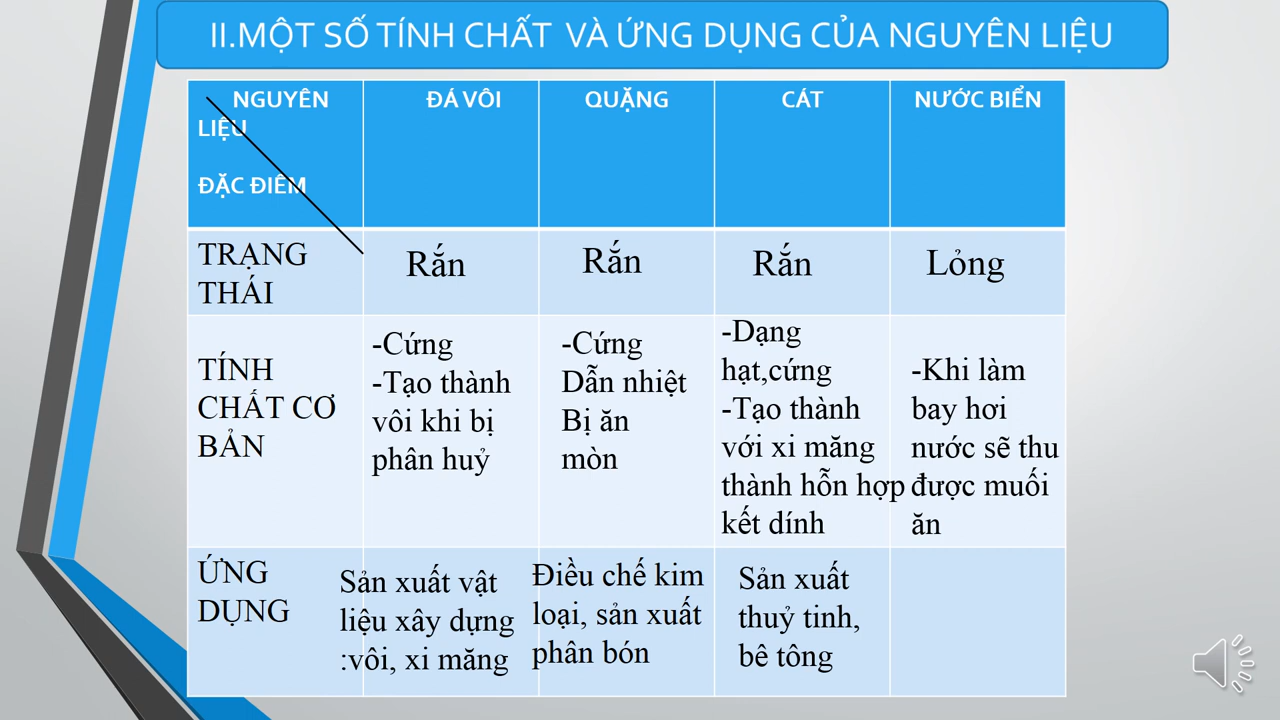 II.MỘT SỐ TÍNH CHẤT VÀ ỨNG DỤNG CỦA NGUYÊN LIỆU
NGUYÊN
LIỆU
ĐẶC ĐIỂM
ĐÁ VÔI
QUẶNG
CÁT
NƯỚC BIỂN
TRẠNG
THÁI
Rắn
Rắn
Rắn
Lỏng
TÍNH
CHẤT CƠ
BẢN
-Cứng
-Tạo thành
vôi khi bị
phân huỷ
-Cứng
Dẫn nhiệt
Bị ăn
mòn
-Dạng
hạt,cứng
-Tạo thành
với xi măng
thành hỗn hợp
kết dính
-Khi làm
bay hơi
nước sẽ thu
được muối
ăn
ỨNG
DỤNG
Sản xuất vật
liệu xây dựng
:vôi, xi măng
Điều chế kim
loại, sản xuất
phân bón
Sản xuất
thuỷ tinh,
bê tông